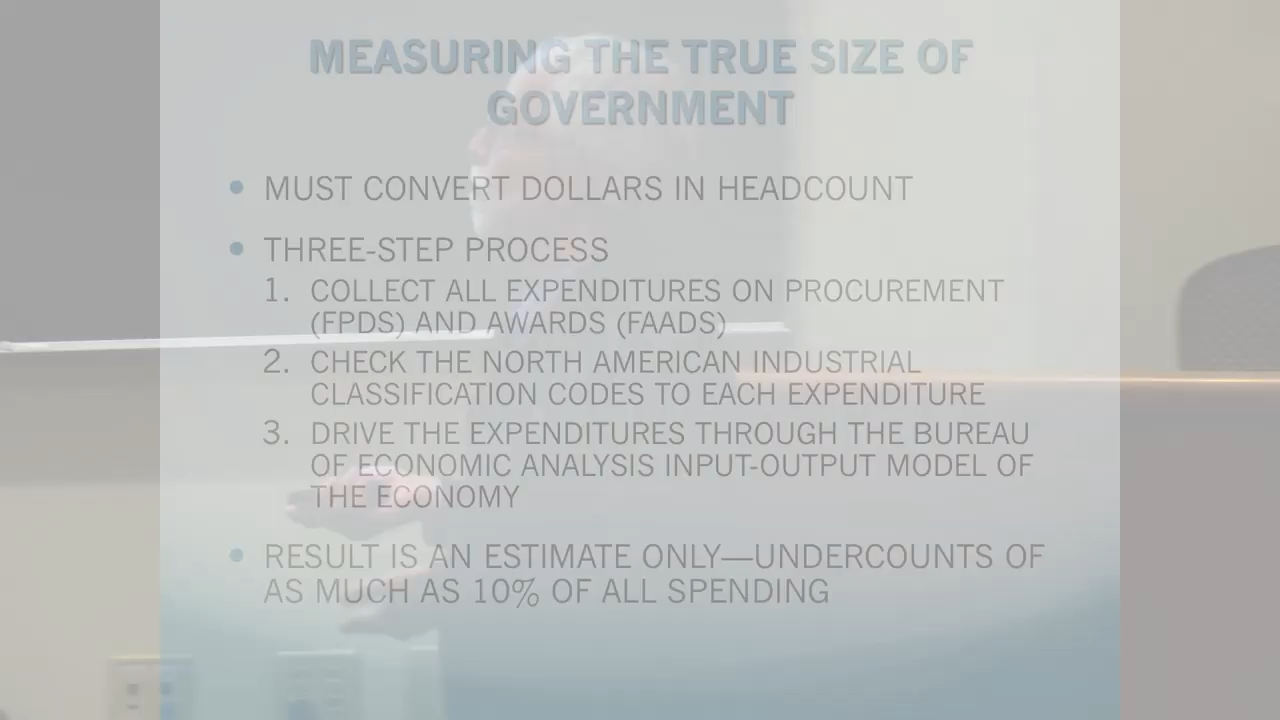 MEASURING THE TRUE SIZE OF
GOVERNMENT
• MUST CONVERT DOLLARS IN HEADCOUNT
• THREE-STEP PROCESS
1. COLLECT ALL EXPENDITURES ON PROCUREMENT
(FPDS) AND AWARDS (FAADS)
2. CHECK THE NORTH AMERICAN INDUSTRIAL
CLASSIFICATION CODES TO EACH EXPENDITURE
3. DRIVE THE EXPENDITURES THROUGH THE BUREAU
OF ECONOMIC ANALYSIS INPUT-OUTPUT MODEL OF
THE ECONOMY
• RESULT IS AN ESTIMATE ONLY—UNDERCOUNTS OF
AS MUCH AS 10% OF ALL SPENDING